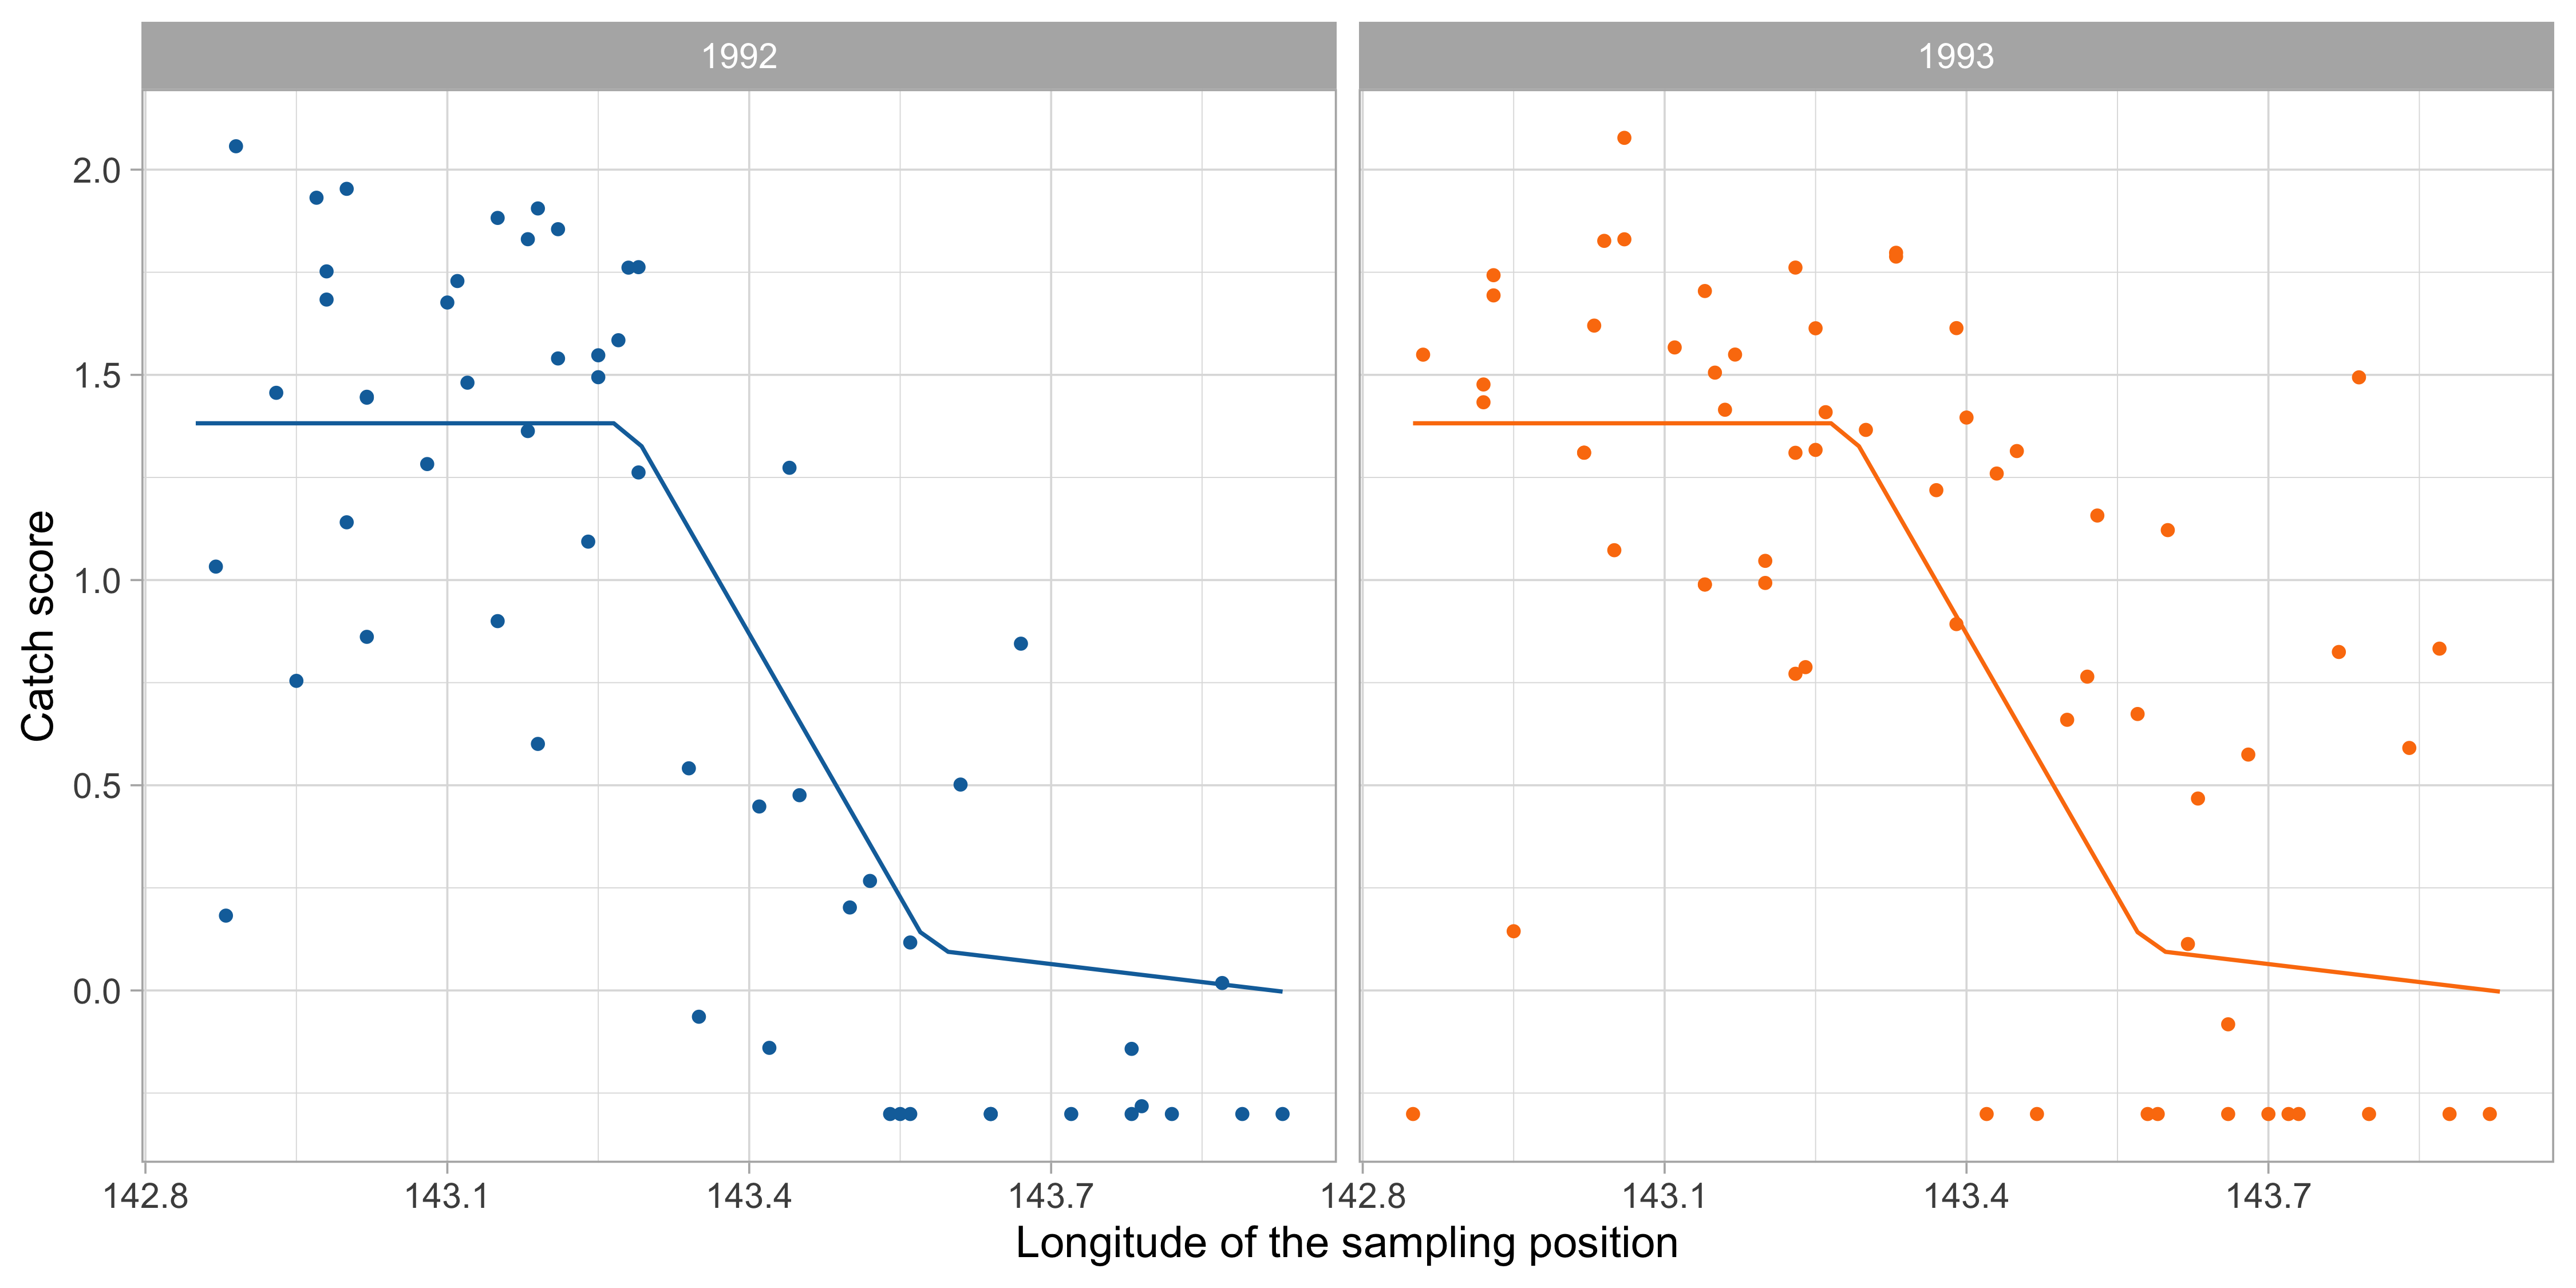 1992
1993
Catch score
2.0
1.5
1.0
0.5
0.0
142.8 143.1 143.4 143.7
142.8 143.1 143.4 143.7
Longitude of the sampling position